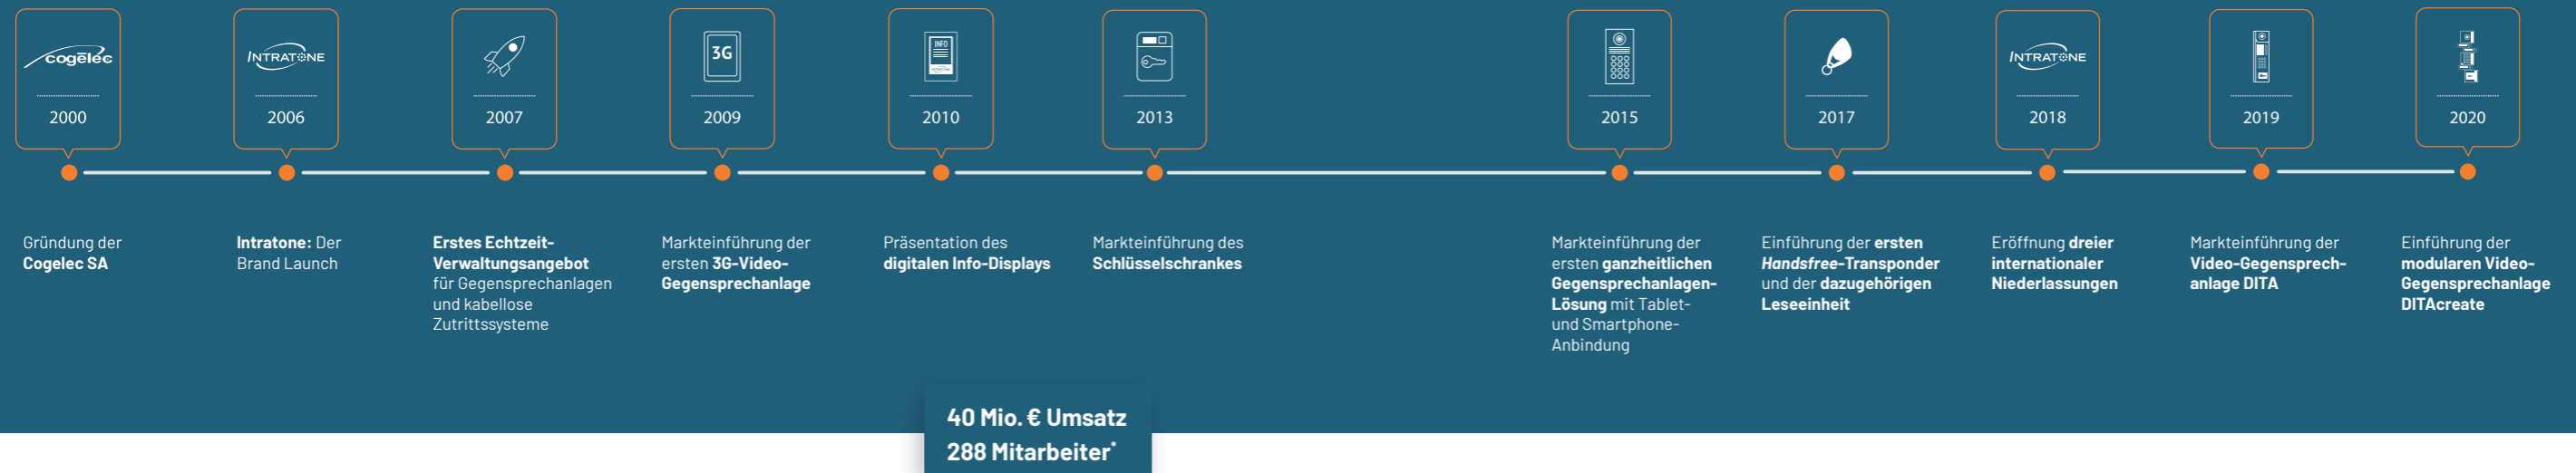 cogēlec
2000
Gründung der
Cogelec SA
INTRATONE
2006
Intratone: Der
Brand Launch
2007
Erstes Echtzeit-
Verwaltungsangebot
für Gegensprechanlagen
und kabellose
Zutrittssysteme
3G
2009
Markteinführung der
ersten 3G-Video-
Gegensprechanlage
INFO
2010
Präsentation des
digitalen Info-Displays
2013
Markteinführung des
Schlüsselschrankes
2015
Markteinführung der
ersten ganzheitlichen
Gegensprechanlagen-
Lösung mit Tablet-
und Smartphone-
Anbindung
2017
Einführung der ersten
Handsfree-Transponder
und der dazugehörigen
Leseeinheit
INTRATONE
2018
Eröffnung dreier
internationaler
Niederlassungen
2019
Markteinführung der
Video-Gegensprech-
anlage DITA
2020
Einführung der
modularen Video-
Gegensprechanlage
DITAcreate
40 Mio. € Umsatz
288 Mitarbeiter*